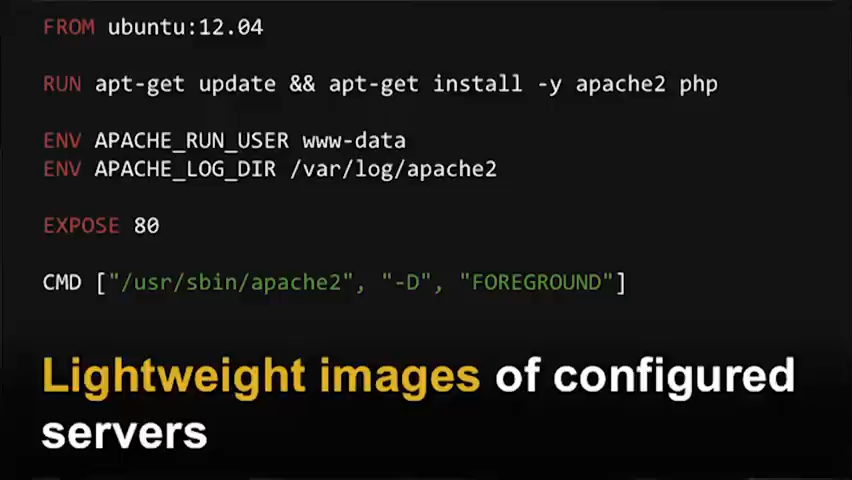 FROM ubuntu:12.04
RUN apt-get update && apt-get install -y apache2 php
ENV APACHE_RUN_USER www-data
ENV APACHE_LOG_DIR /var/log/apache2
EXPOSE 80
CMD ["/usr/sbin/apache2", "-D", "FOREGROUND"]
Lightweight images of configured
servers